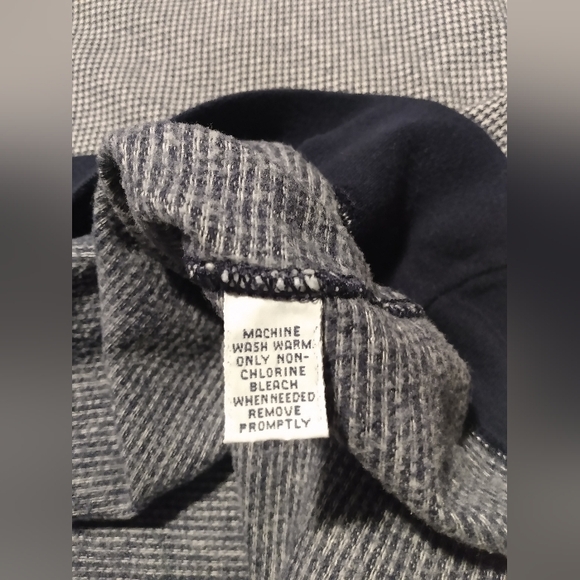 MACHINE
WASH WARM
ONLY NON-
CHLORINE
BLEACH
WHENNEEDED
REMOVE
PROMPTLY